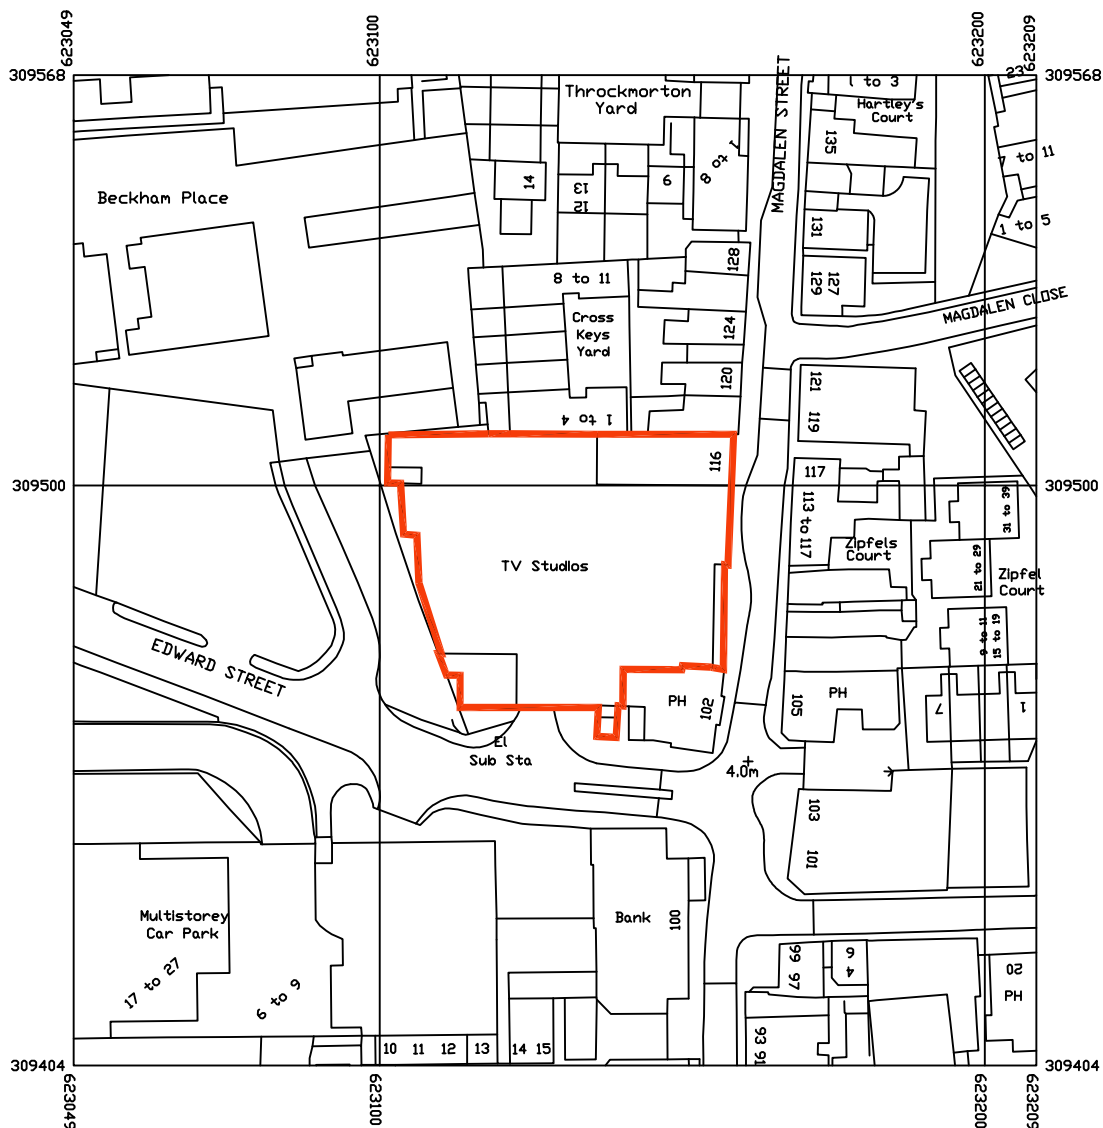 623049
623100
623200
623209
309568
309568
Throckmorton
Yard
MAGDALEN STREET
1 to 3
Hartley's
Court
23
135
7 to 11
14
13
12
9
1 to 8
Beckham Place
131
1 to 5
128
8 to 11
129
127
MAGDALEN CLOSE
Cross
Keys
Yard
124
120
121
119
1 to 4
116
117
309500
309500
113 to
117
31 to 39
Zipfels
Court
TV Studios
21 to 29
Zipfel
Court
9 to 11
15 to 19
EDWARD STREET
PH
102
105
PH
7
1
El
Sub Sta
4.0m
103
101
Multistorey
Car Park
Bank
100
17 to 27
6 to 9
99 97
6
4
20
PH
10
11
12
13
14 15
93 91
309404
309404
623049
623100
623200
623209